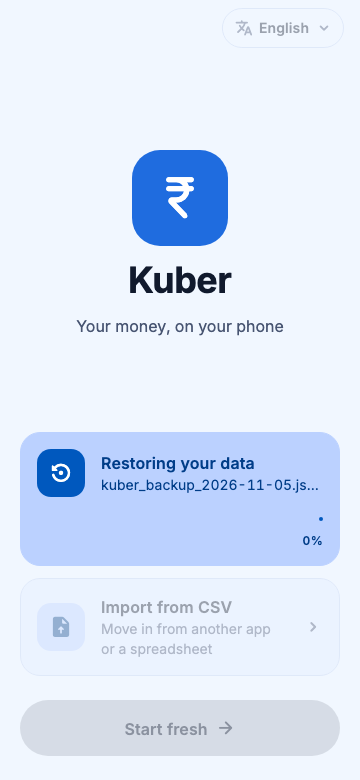 English
Kuber
Your money, on your phone
Restoring your data
kuber_backup_2026-11-05.js...
0%
Import from CSV
Move in from another app
or a spreadsheet
Start fresh